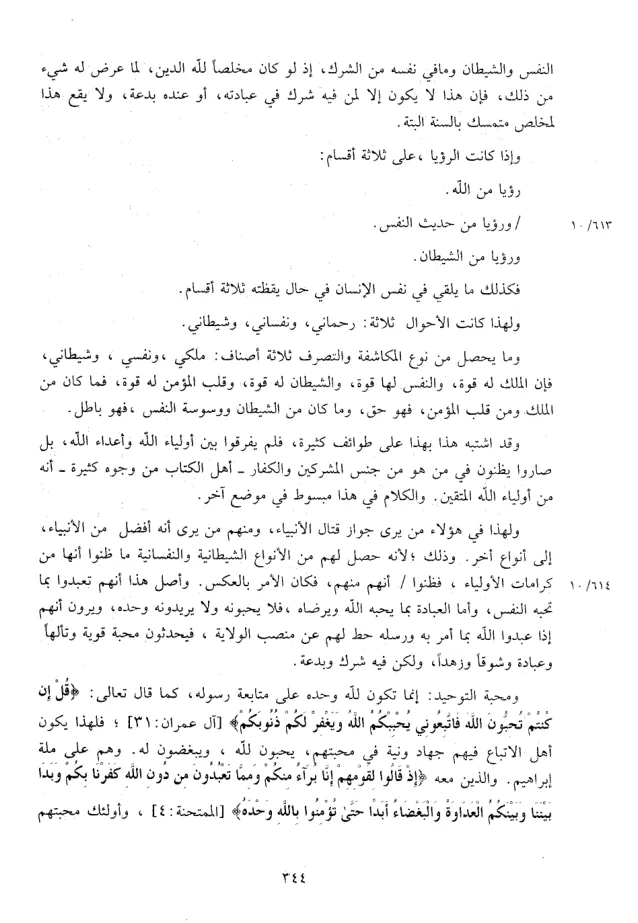 النفس والشيطان ومافي نفسه من الشرك، إذ لو كان مخلصاً لله الدين، لما عرض له شيء
من ذلك، فإن هذا لا يكون إلا لمن فيه شرك في عبادته، أو عنده بدعة، ولا يقع هذا
لمخلص متمسك بالسنة البتة.
وإذا كانت الرؤيا ،على ثلاثة أقسام:
رؤيا من الله.
/ ورؤيا من حديث النفس.
١٠/٦١٣
ورؤيا من الشيطان.
فكذلك ما يلقي في نفس الإنسان في حال يقظته ثلاثة أقسام.
ولهذا كانت الأحوال ثلاثة: رحماني، ونفساني، وشيطاني.
وما يحصل من نوع المكاشفة والتصرف ثلاثة أصناف: ملكي ،ونفسي ، وشيطاني،
فإن الملك له قوة، والنفس لها قوة، والشيطان له قوة، وقلب المؤمن له قوة، فما كان من
الملك ومن قلب المؤمن، فهو حق، وما كان من الشيطان ووسوسة النفس ،فهو باطل.
وقد اشتبه هذا بهذا على طوائف كثيرة، فلم يفرقوا بين أولياء الله وأعداء الله، بل
صاروا يظنون في من هو من جنس المشركين والكفار ـ أهل الكتاب من وجوه كثيرة ـ أنه
من أولياء الله المتقين. والكلام في هذا مبسوط في موضع آخر.
ولهذا في هؤلاء من يرى جواز قتال الأنبياء، ومنهم من يرى أنه أفضل من الأنبياء،
إلى أنواع أخر. وذلك ؛لأنه حصل لهم من الأنواع الشيطانية والنفسانية ما ظنوا أنها من
كرامات الأولياء ، فظنوا / أنهم منهم، فكان الأمر بالعكس. وأصل هذا أنهم تعبدوا بما
١٠/٦١٤
تحبه النفس، وأما العبادة بما يحبه الله ويرضاه ،فلا يحبونه ولا يريدونه وحده، ويرون أنهم
إذا عبدوا الله بما أمر به ورسله حط لهم عن منصب الولاية ، فيحدثون محبة قوية وتألهاً
وعبادة وشوقاً وزهداً، ولكن فيه شرك وبدعة.
ومحبة التوحيد: إنما تكون لله وحده على متابعة رسوله، كما قال تعالى: ﴿قُلْ إِن
كُنتُمْ تُحِبُّونَ اللَّهَ فَاتَّبِعُونِي يُحْبِبْكُمُ اللَّهُ وَيَغْفِرْ لَكُمْ ذُنُوبَكُمْ﴾ [آل عمران:٣١] ؛ فلهذا يكون
أهل الاتباع فيهم جهاد ونية في محبتهم، يحبون لله ، ويبغضون له. وهم على ملة
إبراهيم. والذين معه ﴿إِذْ قَالُوا لِقَوْمِهِمْ إِنَّا بُرَآءُ مِنكُمْ وَمِمَّا تَعْبُدُونَ مِن دُونِ اللَّهِ كَفَرْنَا بِكُمْ وَبَدَا
بَيْنَنَا وَبَيْنَكُمُ الْعَدَاوَةُ وَالْبَغْضَاءُ أَبَدًا حَتَّىٰ تُؤْمِنُوا بِاللَّهِ وَحْدَهُ﴾ [الممتحنة:٤] ، وأولئك محبتهم
٣٤٤